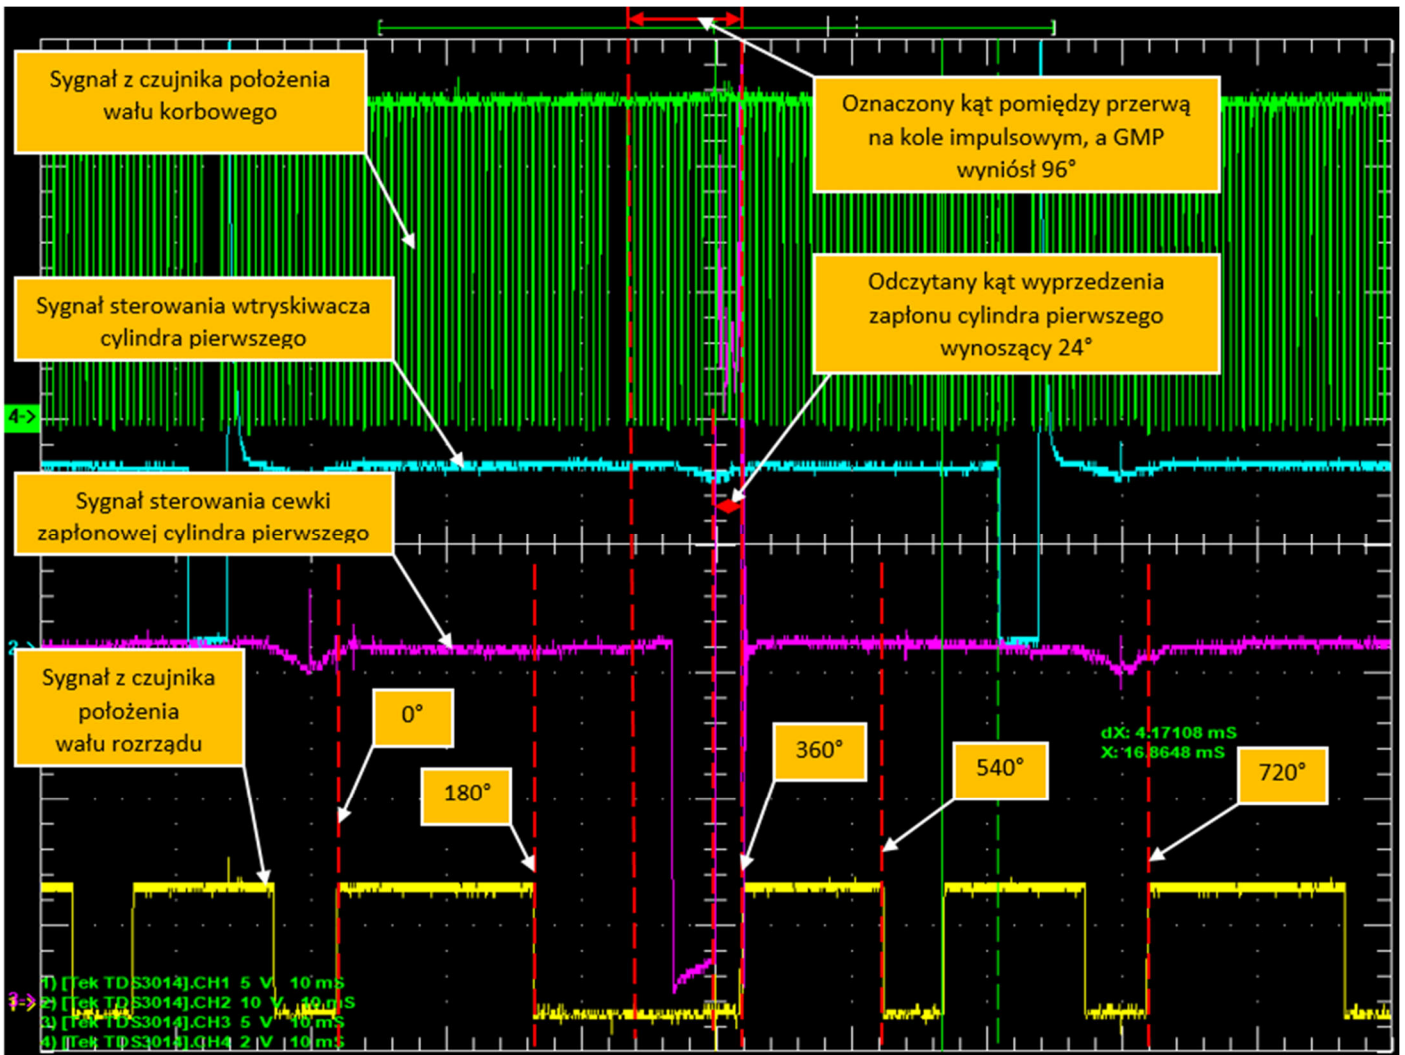 Sygnał z czujnika położenia
wału korbowego
Oznaczony kąt pomiędzy przerwą
na kole impulsowym, a GMP
wyniósł 96°
Sygnał sterowania wtryskiwacza
cylindra pierwszego
Odczytany kąt wyprzedzenia
zapłonu cylindra pierwszego
wynoszący 24°
4->
Sygnał sterowania cewki
zapłonowej cylindra pierwszego
Sygnał z czujnika
położenia
wału rozrządu
0°
180°
360°
540°
720°
dX: 4.17108 mS
X: 16.8648 mS
1) [Tek TDS3014].CH1 5 V 10 mS
2) [Tek TDS3014].CH2 10 V 10 mS
3) [Tek TDS3014].CH3 5 V 10 mS
4) [Tek TDS3014].CH4 2 V 10 mS